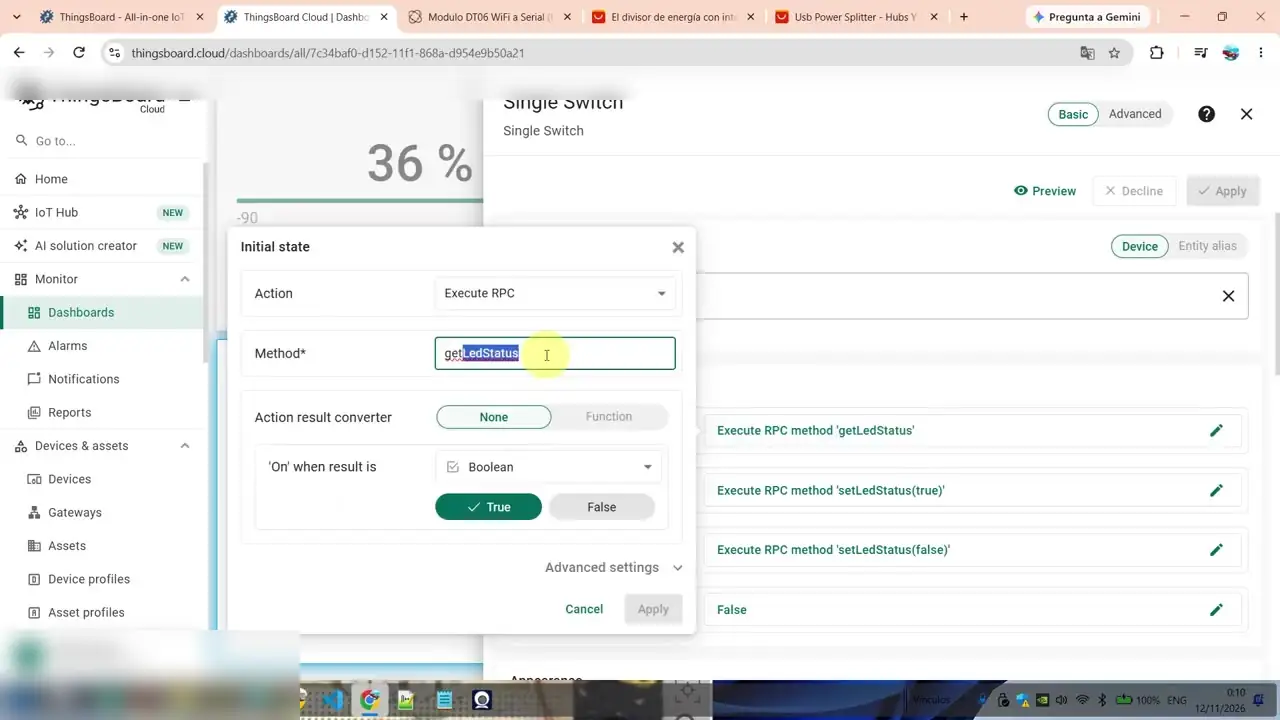 ThingsBoard - All-in-one IoT
ThingsBoard Cloud | Dashbo
Modulo DT06 WiFi a Serial (
El divisor de energía con inte
Usb Power Splitter - Hubs Y
Pregunta a Gemini
thingsboard.cloud/dashboards/all/7c34baf0-d152-11f1-868a-d954e9b50a21
ThingsBoard
Cloud
Go to...
Home
IoT Hub NEW
AI solution creator NEW
Monitor
Dashboards
Alarms
Notifications
Reports
Devices & assets
Devices
Gateways
Assets
Device profiles
Asset profiles
36 %
-90
Single Switch
Single Switch
Basic Advanced
Preview Decline Apply
Device Entity alias
Initial state
Action Execute RPC
Method* getLedStatus
Action result converter None Function
'On' when result is Boolean
True False
Advanced settings
Cancel Apply
Execute RPC method 'getLedStatus'
Execute RPC method 'setLedStatus(true)'
Execute RPC method 'setLedStatus(false)'
False
Appearance
Vínculos
100% ENG
0:10
12/11/2026